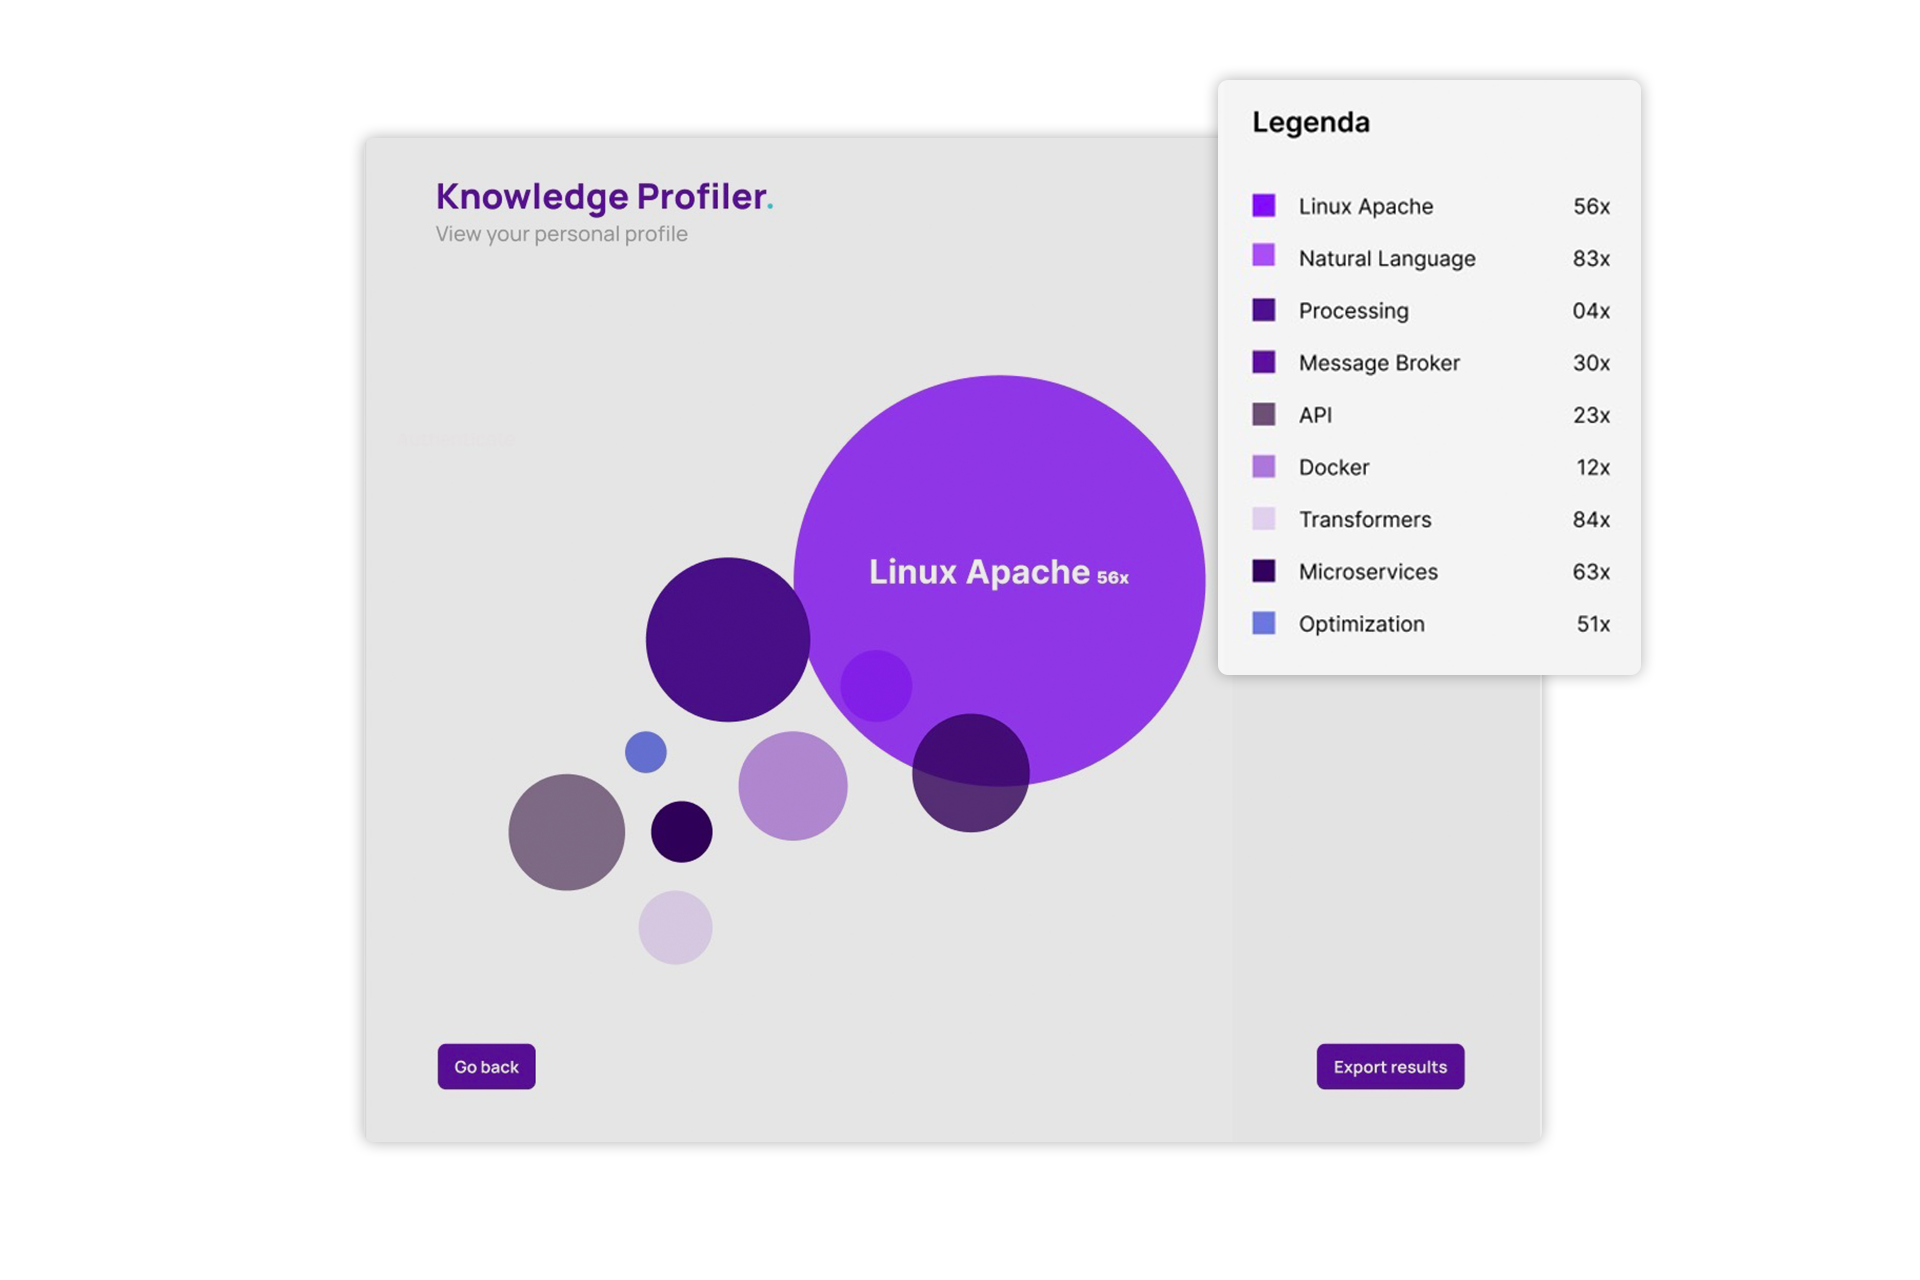 Knowledge Profiler.
View your personal profile
Linux Apache 56x
Legenda
Linux Apache 56x
Natural Language 83x
Processing 04x
Message Broker 30x
API 23x
Docker 12x
Transformers 84x
Microservices 63x
Optimization 51x
Go back
Export results